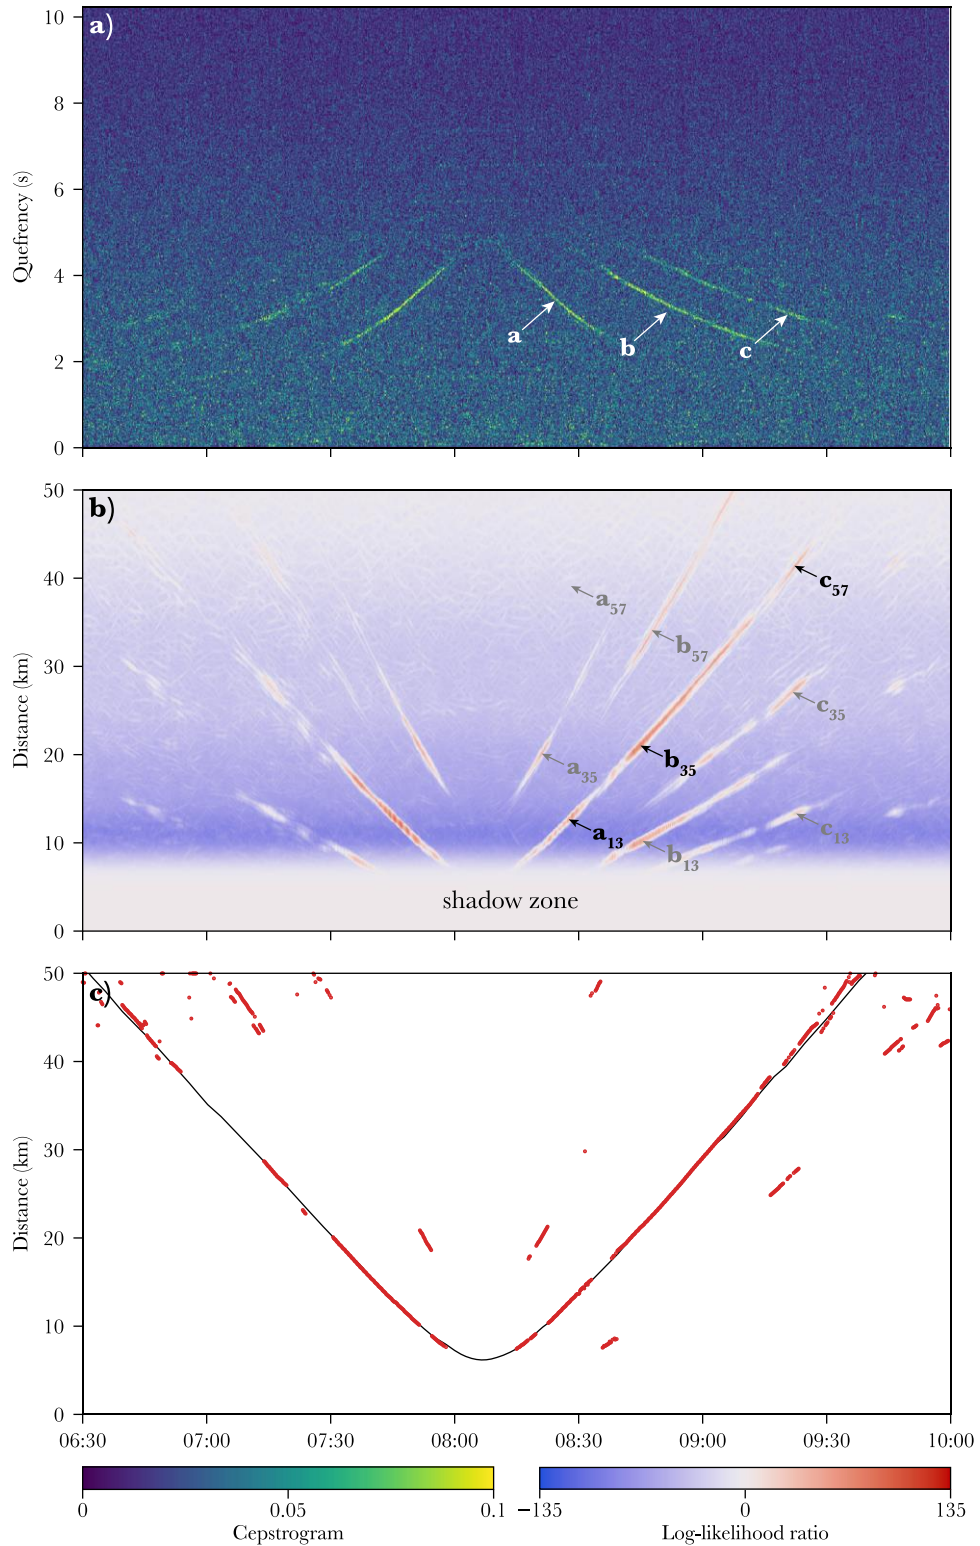 a)
10
8
6
4
2
0
Quefrency (s)
a
b
c
b)
50
40
30
20
10
0
Distance (km)
a57
b57
c57
a35
b35
c35
a13
b13
c13
shadow zone
c)
50
40
30
20
10
0
Distance (km)
06:30 07:00 07:30 08:00 08:30 09:00 09:30 10:00
0 0.05 0.1
Cepstrogram
−135 0 135
Log-likelihood ratio